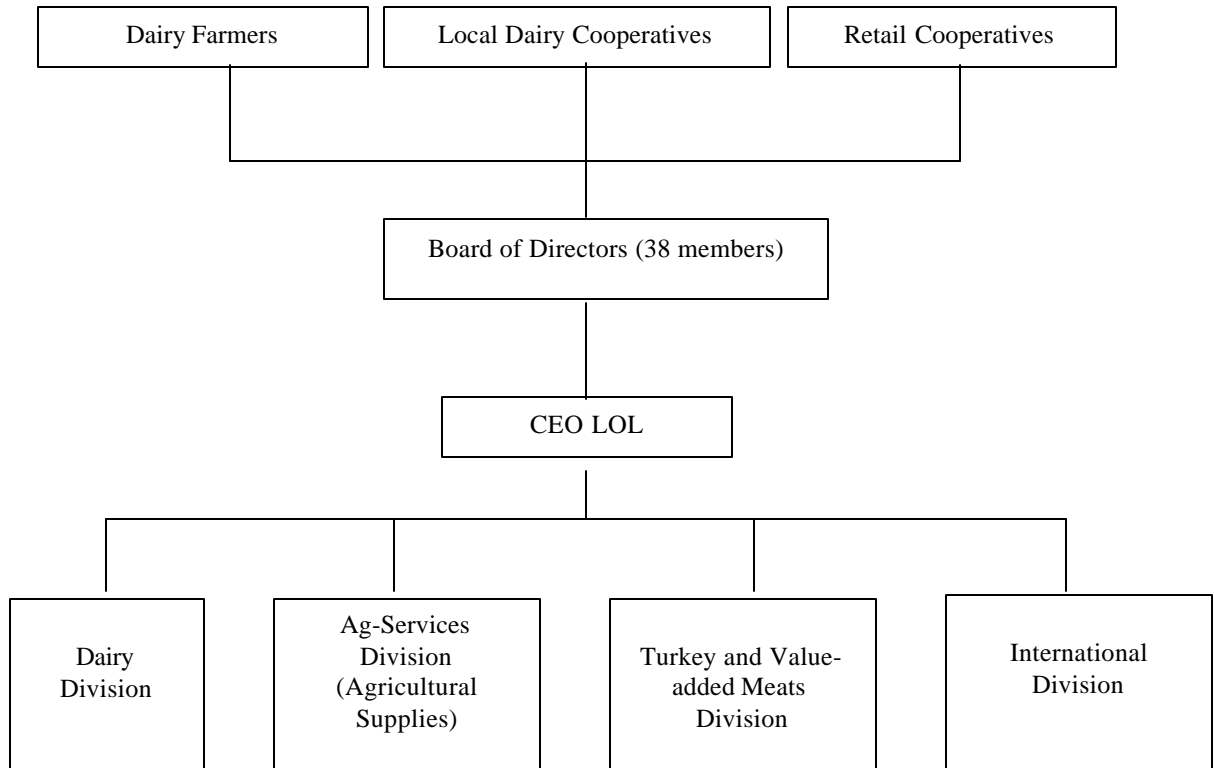 Dairy Farmers
Local Dairy Cooperatives
Retail Cooperatives
Board of Directors (38 members)
CEO LOL
Dairy
Division
Ag-Services
Division
(Agricultural
Supplies)
Turkey and Value-
added Meats
Division
International
Division